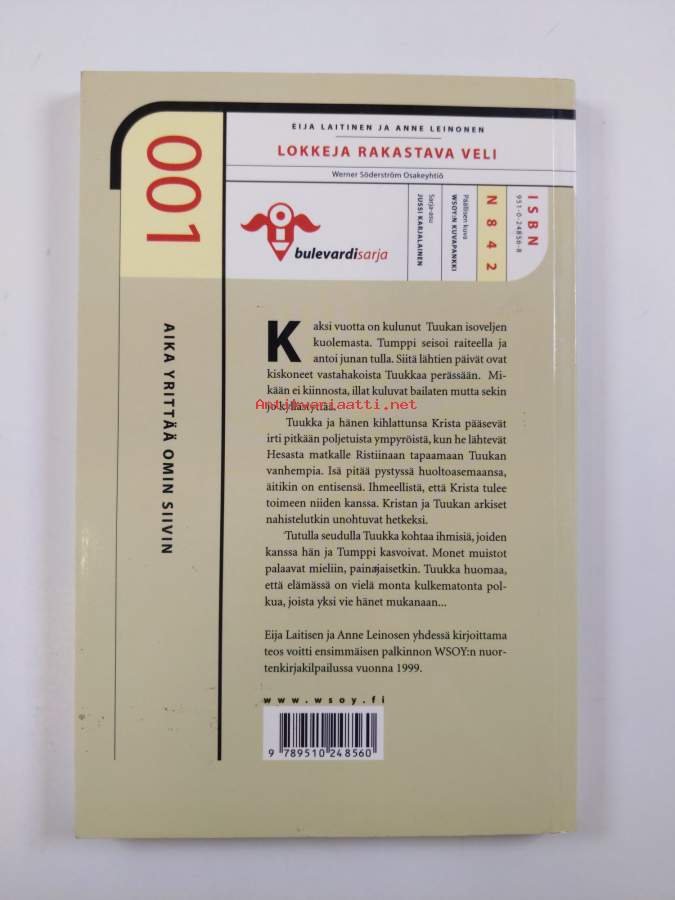 EIJA LAITINEN JA ANNE LEINONEN
LOKKEJA RAKASTAVA VELI
Werner Söderström Osakeyhtiö
001
AIKA YRITTÄÄ OMIN SIIVIN
bulevardisarja
Sarja-asu
JUSSI KARJALAINEN
Päällisen kuva
WSOY:N KUVAPANKKI
N 8 4 2
ISBN
951-0-24856-8
Kaksi vuotta on kulunut Tuukan isoveljen
kuolemasta. Tumppi seisoi raiteella ja
antoi junan tulla. Siitä lähtien päivät ovat
kiskoneet vastahakoista Tuukkaa perässään. Mi-
kään ei kiinnosta, illat kuluvat bailaten mutta sekin
jo kyllästyttää.
Antikvariaatti.net
Tuukka ja hänen kihlattunsa Krista pääsevät
irti pitkään poljetuista ympyröistä, kun he lähtevät
Hesasta matkalle Ristiinaan tapaamaan Tuukan
vanhempia. Isä pitää pystyssä huoltoasemaansa,
äitikin on entisensä. Ihmeellistä, että Krista tulee
toimeen niiden kanssa. Kristan ja Tuukan arkiset
nahistelutkin unohtuvat hetkeksi.
Tutulla seudulla Tuukka kohtaa ihmisiä, joiden
kanssa hän ja Tumppi kasvoivat. Monet muistot
palaavat mieliin, painajaisetkin. Tuukka huomaa,
että elämässä on vielä monta kulkematonta pol-
kua, joista yksi vie hänet mukanaan...
Eija Laitisen ja Anne Leinosen yhdessä kirjoittama
teos voitti ensimmäisen palkinnon WSOY:n nuor-
tenkirjakilpailussa vuonna 1999.
www.wsoy.fi
9 789510 248560